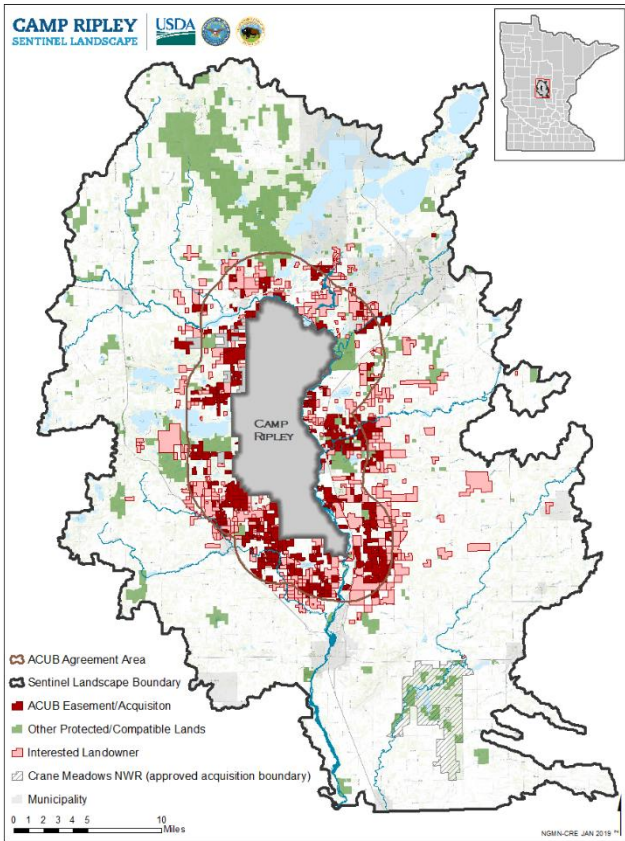 CAMP RIPLEY
SENTINEL LANDSCAPE
USDA
CAMP
RIPLEY
ACUB Agreement Area
Sentinel Landscape Boundary
ACUB Easement/Acquisiton
Other Protected/Compatible Lands
Interested Landowner
Crane Meadows NWR (approved acquisition boundary)
Municipality
0 1 2 3 4 5 10
Miles
NGMN-CRE JAN 2019